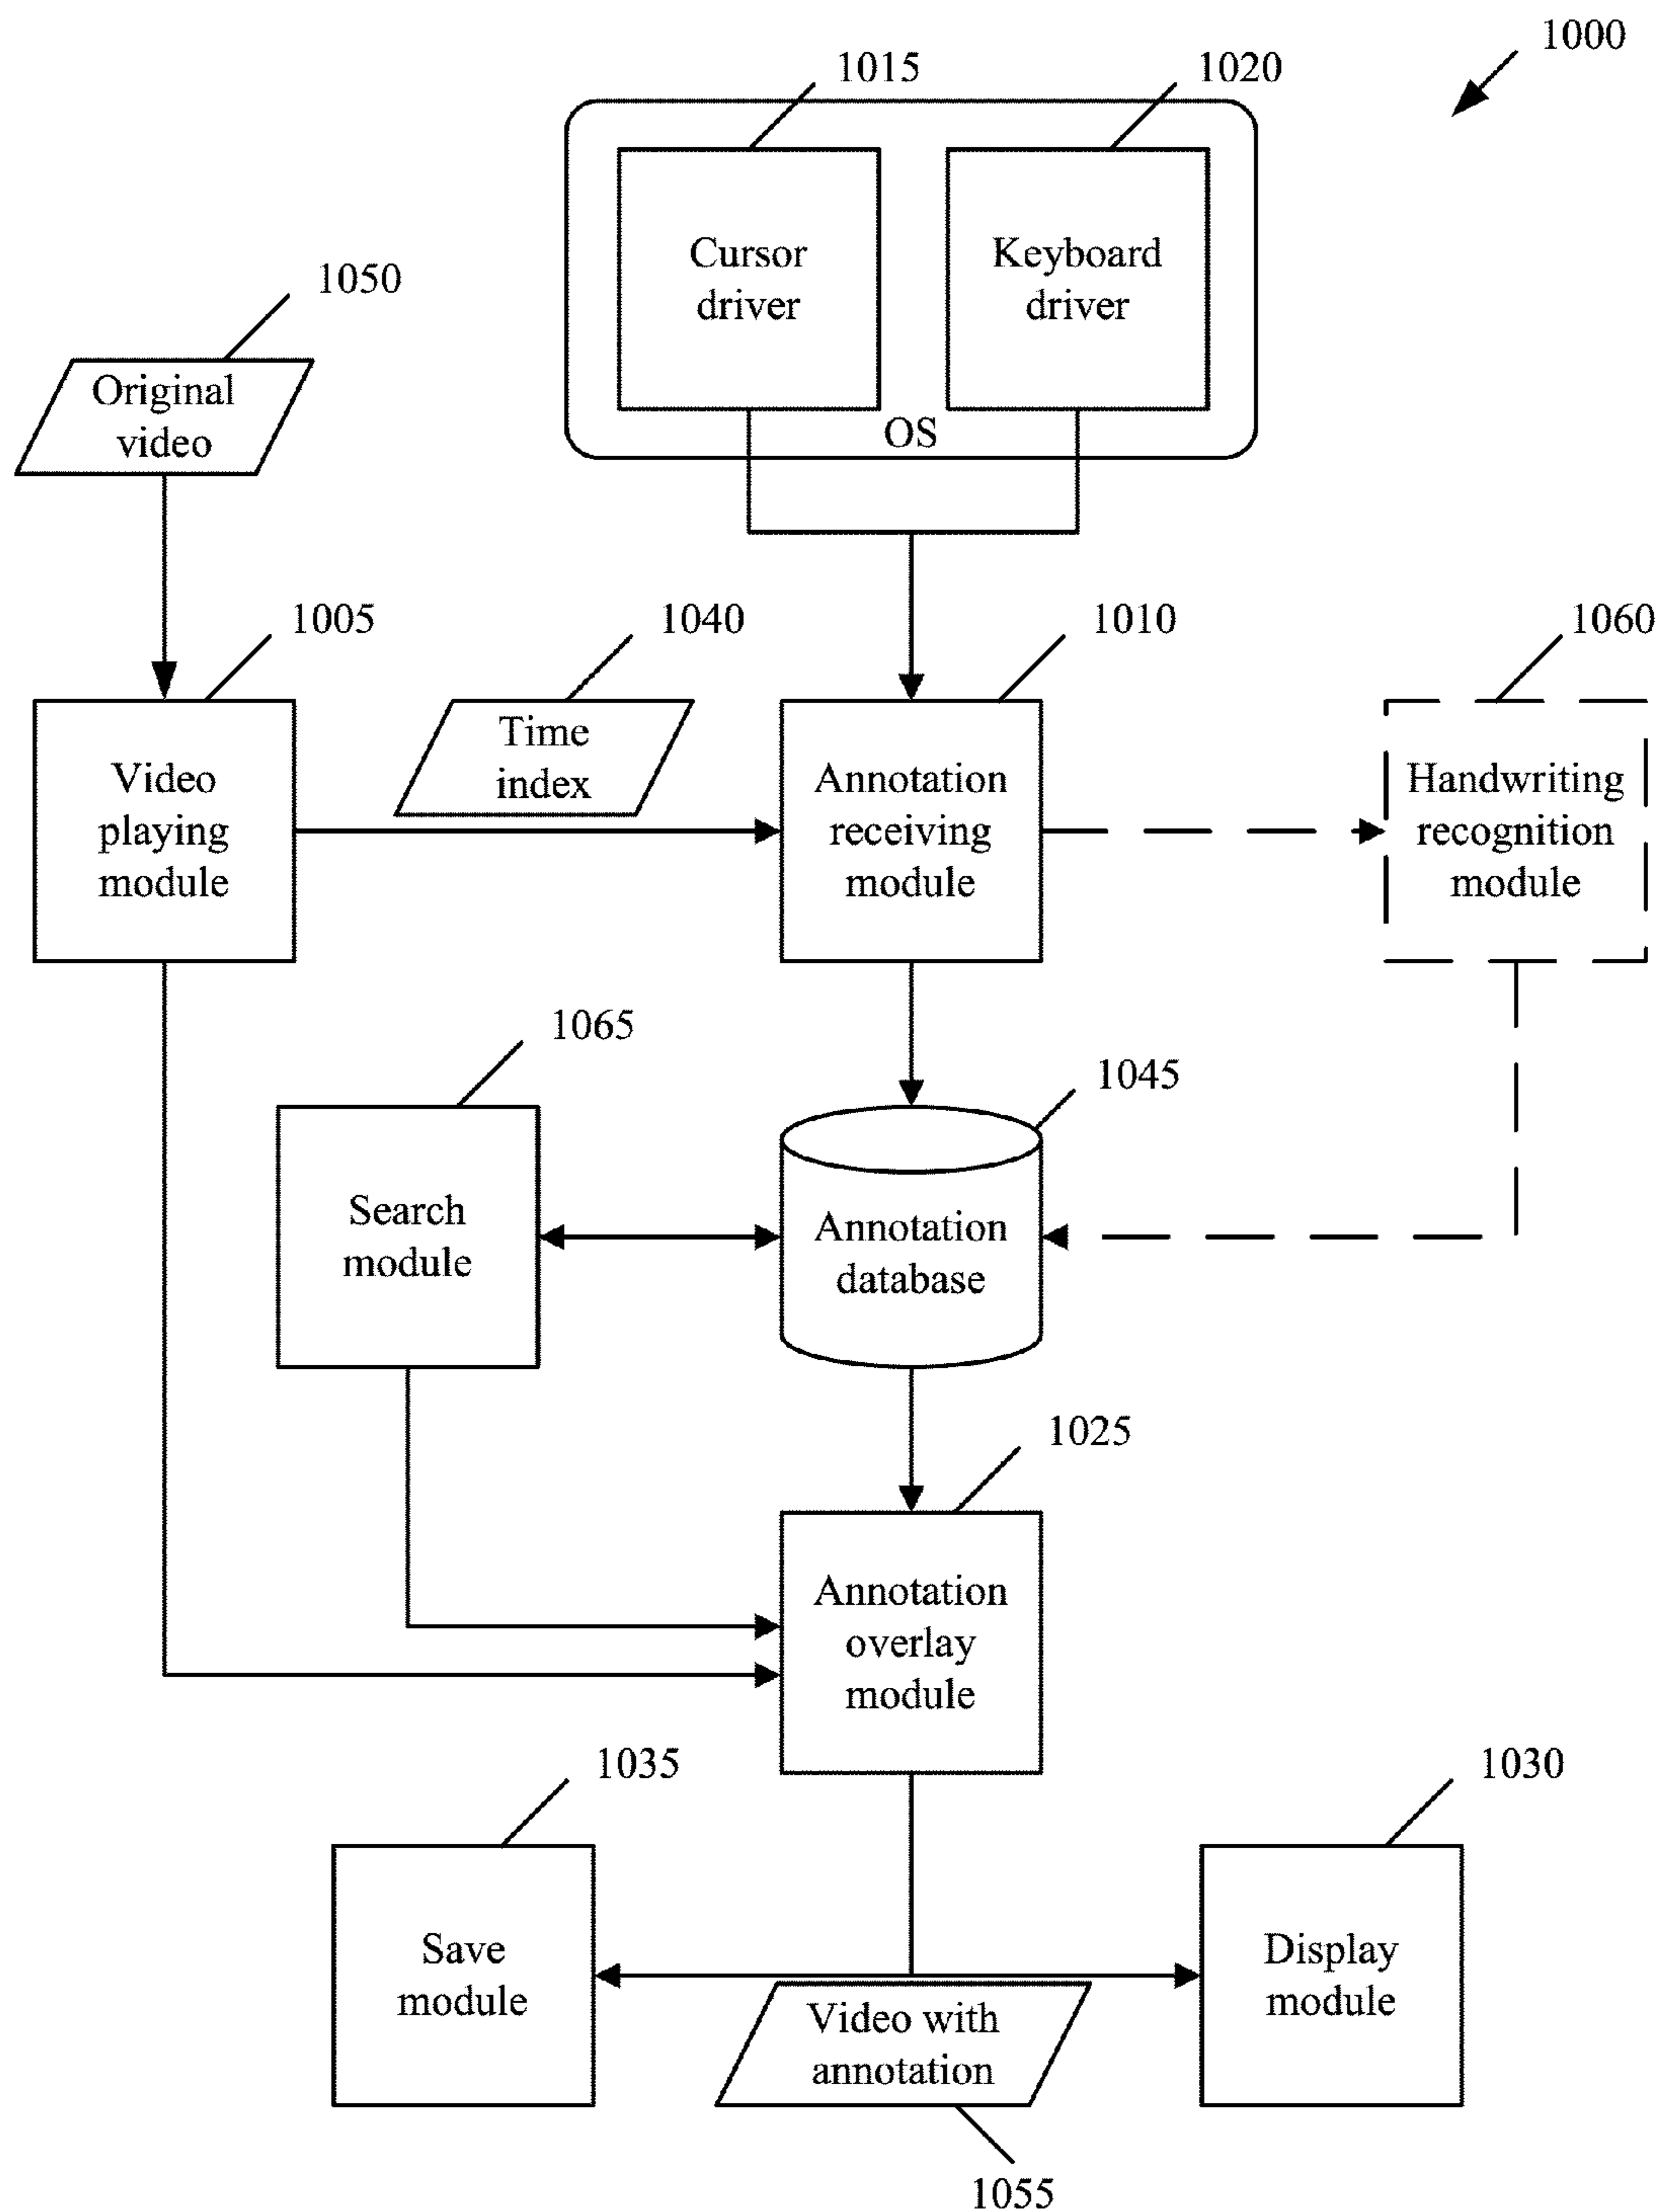 1000
1015
1020
Cursor
driver
Keyboard
driver
OS
1050
Original
video
1005
1040
1010
1060
Video
playing
module
Time
index
Annotation
receiving
module
Handwriting
recognition
module
1065
1045
Search
module
Annotation
database
1025
Annotation
overlay
module
1035
1030
Save
module
Video with
annotation
Display
module
1055